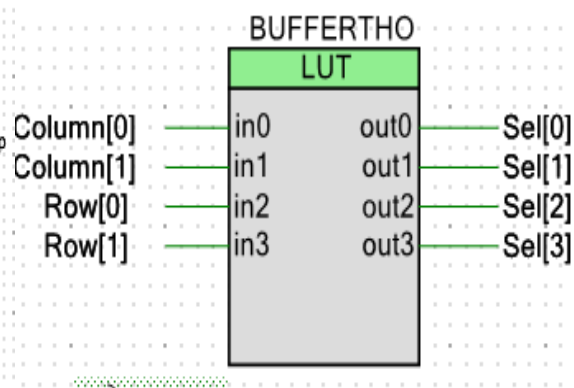 BUFFERTHO
LUT
Column[0] in0 out0 Sel[0]
Column[1] in1 out1 Sel[1]
Row[0] in2 out2 Sel[2]
Row[1] in3 out3 Sel[3]